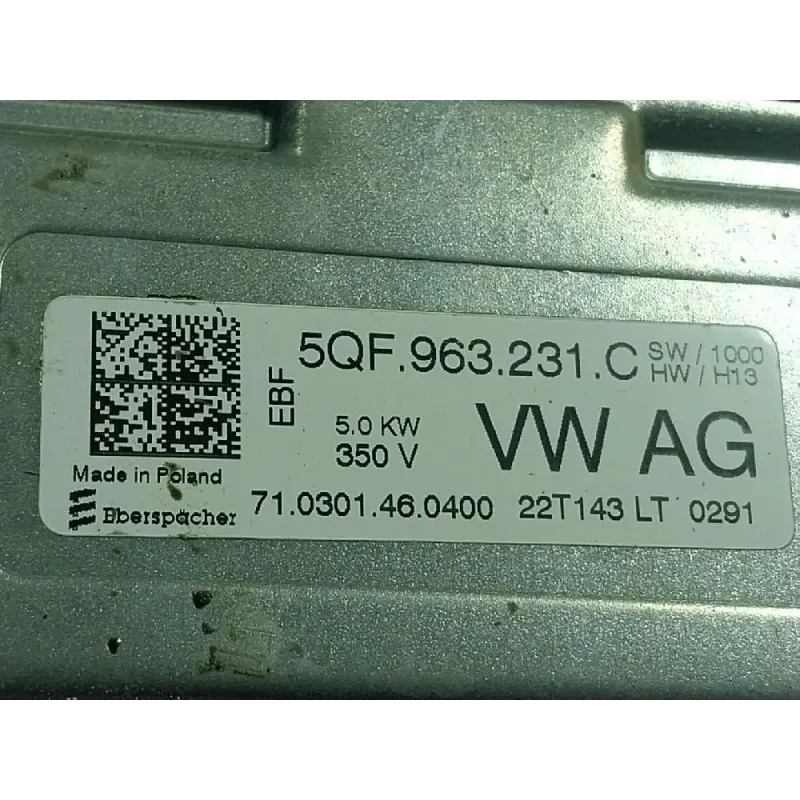 5QF.963.231.C SW / 1000
HW / H13
EBF
5.0 KW
350 V
VW AG
Made in Poland
Eberspächer 71.0301.46.0400 22T143 LT 0291